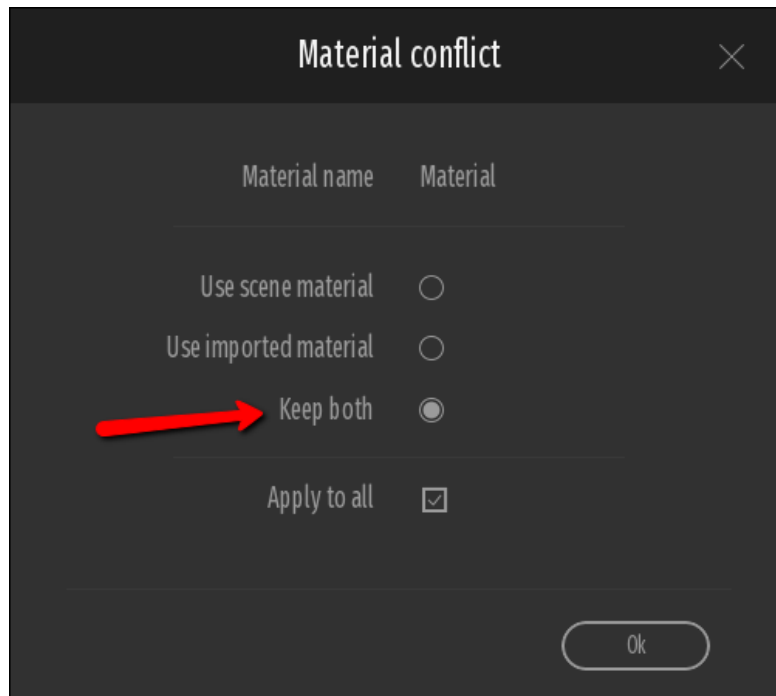 Material conflict
Material name Material
Use scene material
Use imported material
Keep both
Apply to all
Ok